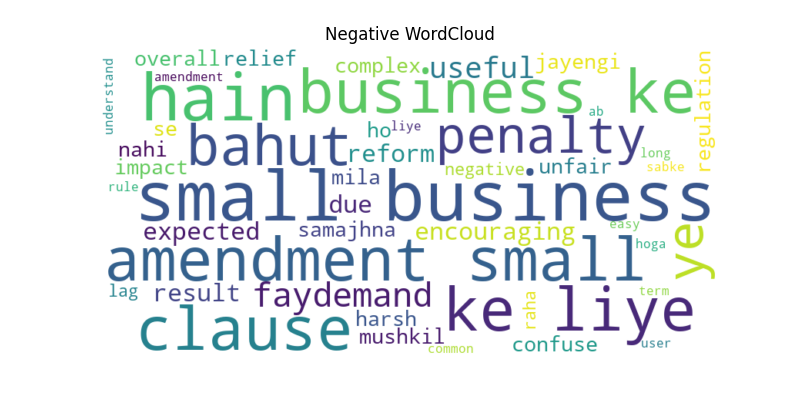 Negative WordCloud
overall relief complex useful jayengi
understand amendment hain business ke regulation
se ho liye ab
nahi bahut reform penalty long
impact negative unfair sabke
rule small mila business
due
expected samajhna encouraging easy ye
amendment small hoga
lag result faydemand ke liye raha term
clause harsh
mushkil common confuse user